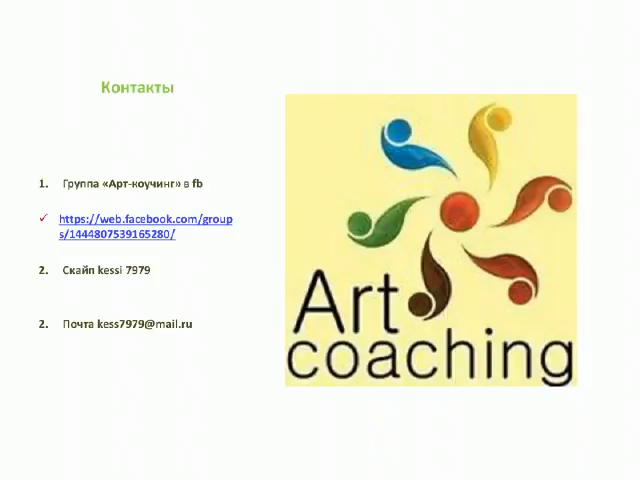 Контакты
1. Группа «Арт-коучинг» в fb
✓ https://web.facebook.com/group
s/1444807539165280/
2. Скайп kessi 7979
2. Почта kess7979@mail.ru
Art
coaching